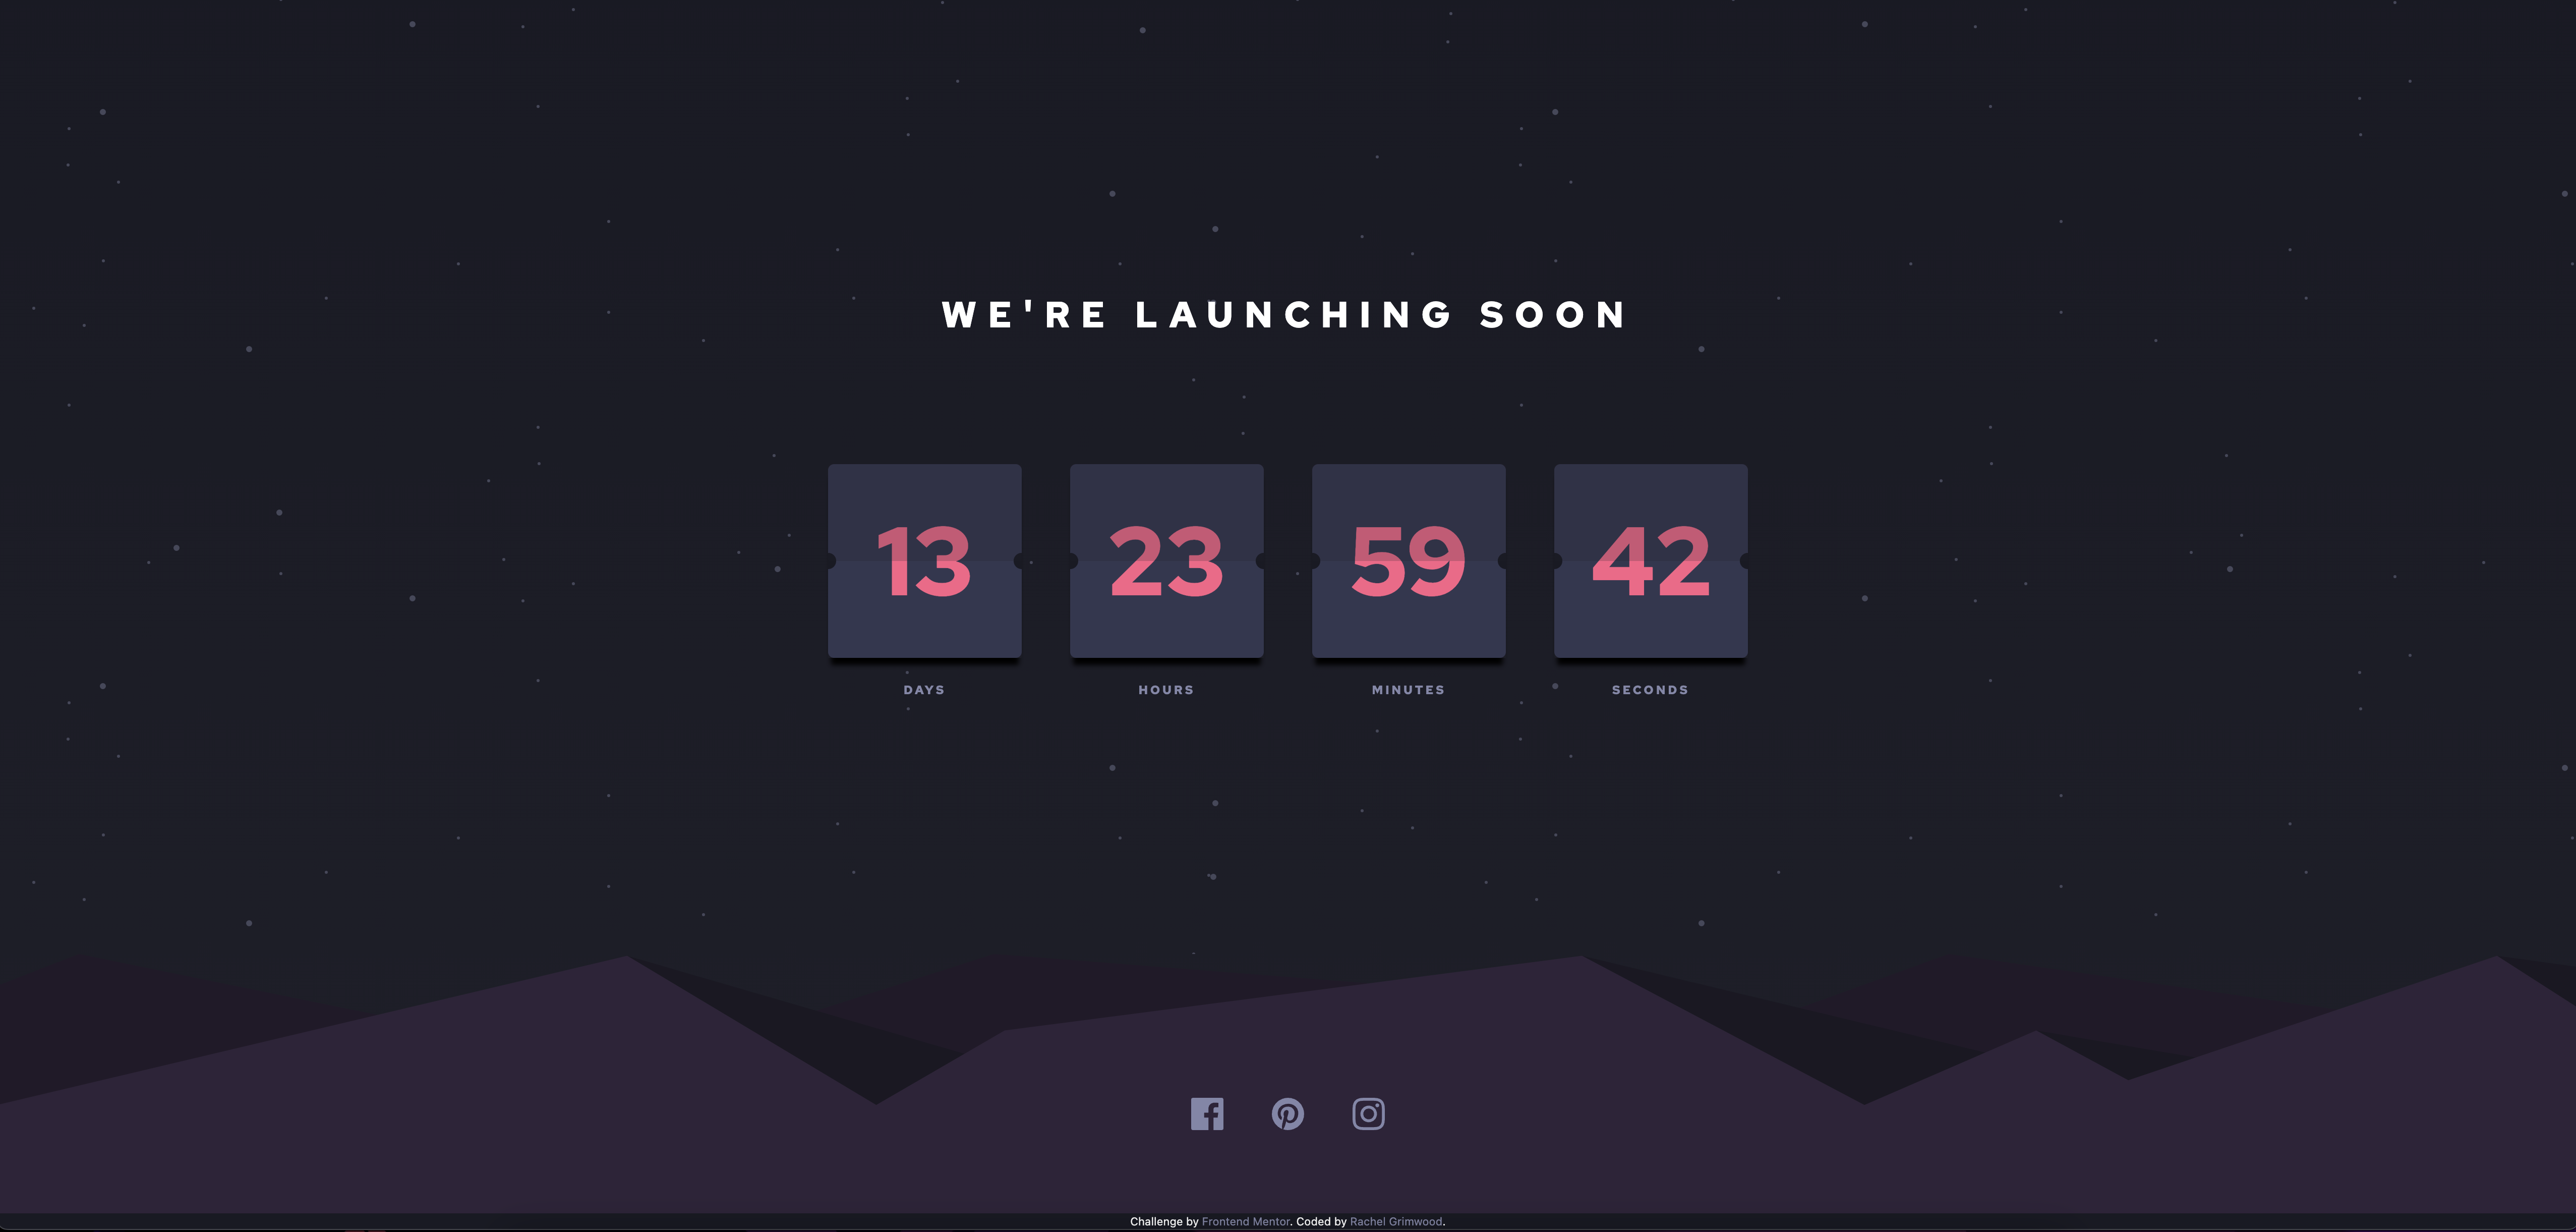 WE'RE LAUNCHING SOON
13 23 59 42
DAYS HOURS MINUTES SECONDS
Challenge by Frontend Mentor. Coded by Rachel Grimwood.